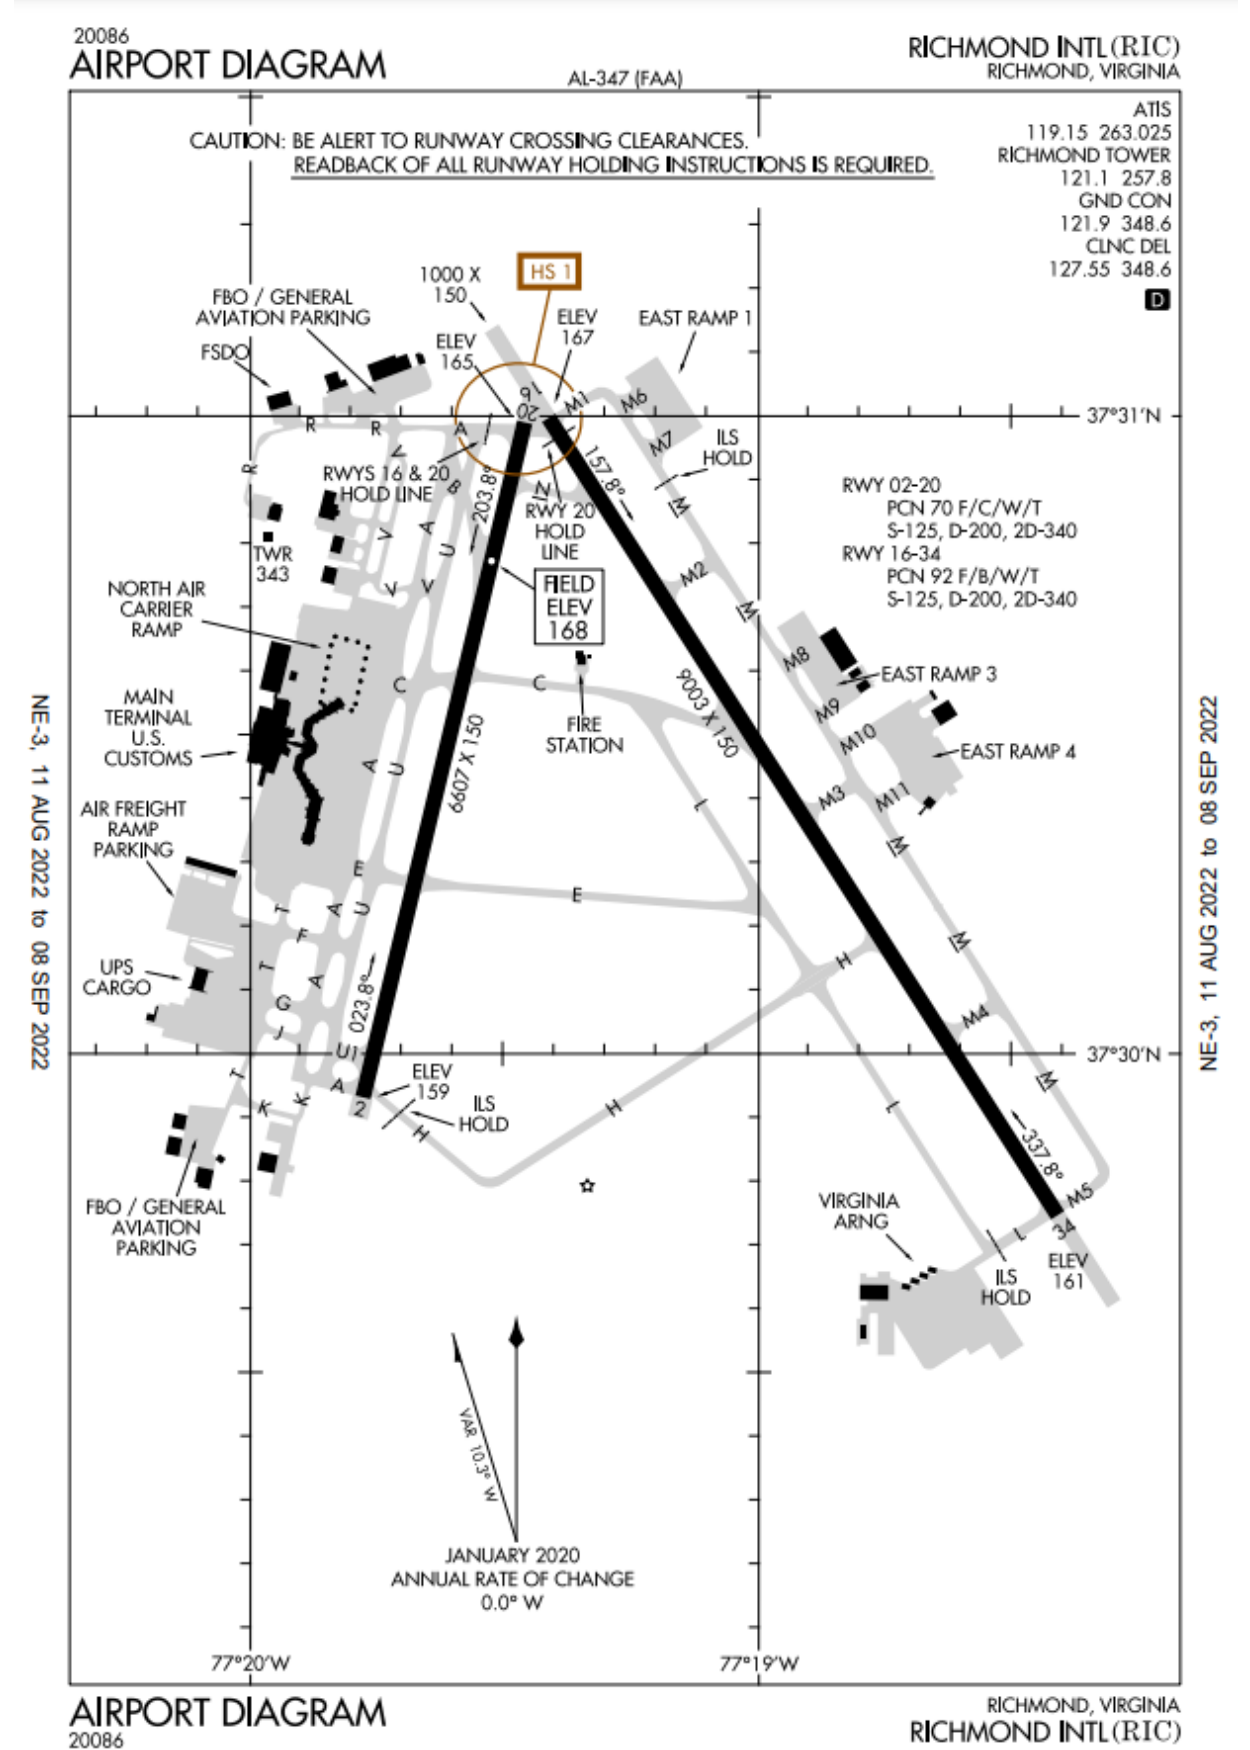 20086
AIRPORT DIAGRAM
AL-347 (FAA)
RICHMOND INTL (RIC)
RICHMOND, VIRGINIA
ATIS
119.15 263.025
RICHMOND TOWER
121.1 257.8
GND CON
121.9 348.6
CLNC DEL
127.55 348.6
D
CAUTION: BE ALERT TO RUNWAY CROSSING CLEARANCES.
READBACK OF ALL RUNWAY HOLDING INSTRUCTIONS IS REQUIRED.
HS 1
1000 X
150
FBO / GENERAL
AVIATION PARKING
FSDO
ELEV
165
ELEV
167
EAST RAMP 1
16
20
M1
M6
M7
37°31'N
R
R
R
A
V
B
ILS
HOLD
RWYS 16 & 20
HOLD LINE
203.8°
157.8°
N
RWY 20
HOLD
LINE
M
RWY 02-20
PCN 70 F/C/W/T
S-125, D-200, 2D-340
RWY 16-34
PCN 92 F/B/W/T
S-125, D-200, 2D-340
TWR
343
V
A
U
V
V
FIELD
ELEV
168
M2
M
NORTH AIR
CARRIER
RAMP
C
C
FIRE
STATION
M8
EAST RAMP 3
M9
M10
EAST RAMP 4
MAIN
TERMINAL
U.S.
CUSTOMS
A
U
6607 X 150
9003 X 150
L
M3
M11
M
AIR FREIGHT
RAMP
PARKING
E
T
A
U
F
E
T
A
H
M
UPS
CARGO
G
J
023.8°
M4
U1
37°30'N
T
K
K
A
2
ELEV
159
ILS
HOLD
H
H
L
M
337.8°
M5
FBO / GENERAL
AVIATION
PARKING
VIRGINIA
ARNG
L
34
ILS
HOLD
ELEV
161
VAR 10.3° W
JANUARY 2020
ANNUAL RATE OF CHANGE
0.0° W
77°20'W
77°19'W
NE-3, 11 AUG 2022 to 08 SEP 2022
NE-3, 11 AUG 2022 to 08 SEP 2022
AIRPORT DIAGRAM
20086
RICHMOND, VIRGINIA
RICHMOND INTL (RIC)